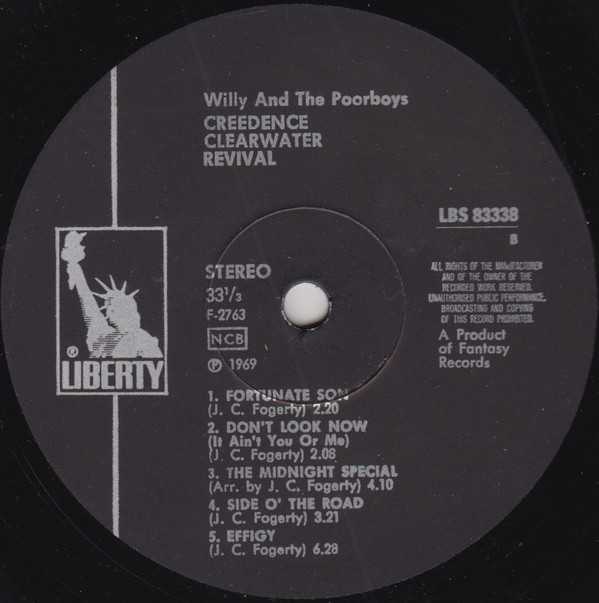 Willy And The Poorboys
CREEDENCE
CLEARWATER
REVIVAL
LBS 83338
B
STEREO
33 1/3
F-2763
NCB
℗ 1969
ALL RIGHTS OF THE MANUFACTURER
AND OF THE OWNER OF THE
RECORDED WORK RESERVED.
UNAUTHORISED PUBLIC PERFORMANCE,
BROADCASTING AND COPYING
OF THIS RECORD PROHIBITED.
A Product
of Fantasy
Records
®
LIBERTY
1. FORTUNATE SON
(J. C. Fogerty) 2.20
2. DON'T LOOK NOW
(It Ain't You Or Me)
(J. C. Fogerty) 2.08
3. THE MIDNIGHT SPECIAL
(Arr. by J. C. Fogerty) 4.10
4. SIDE O' THE ROAD
(J. C. Fogerty) 3.21
5. EFFIGY
(J. C. Fogerty) 6.28